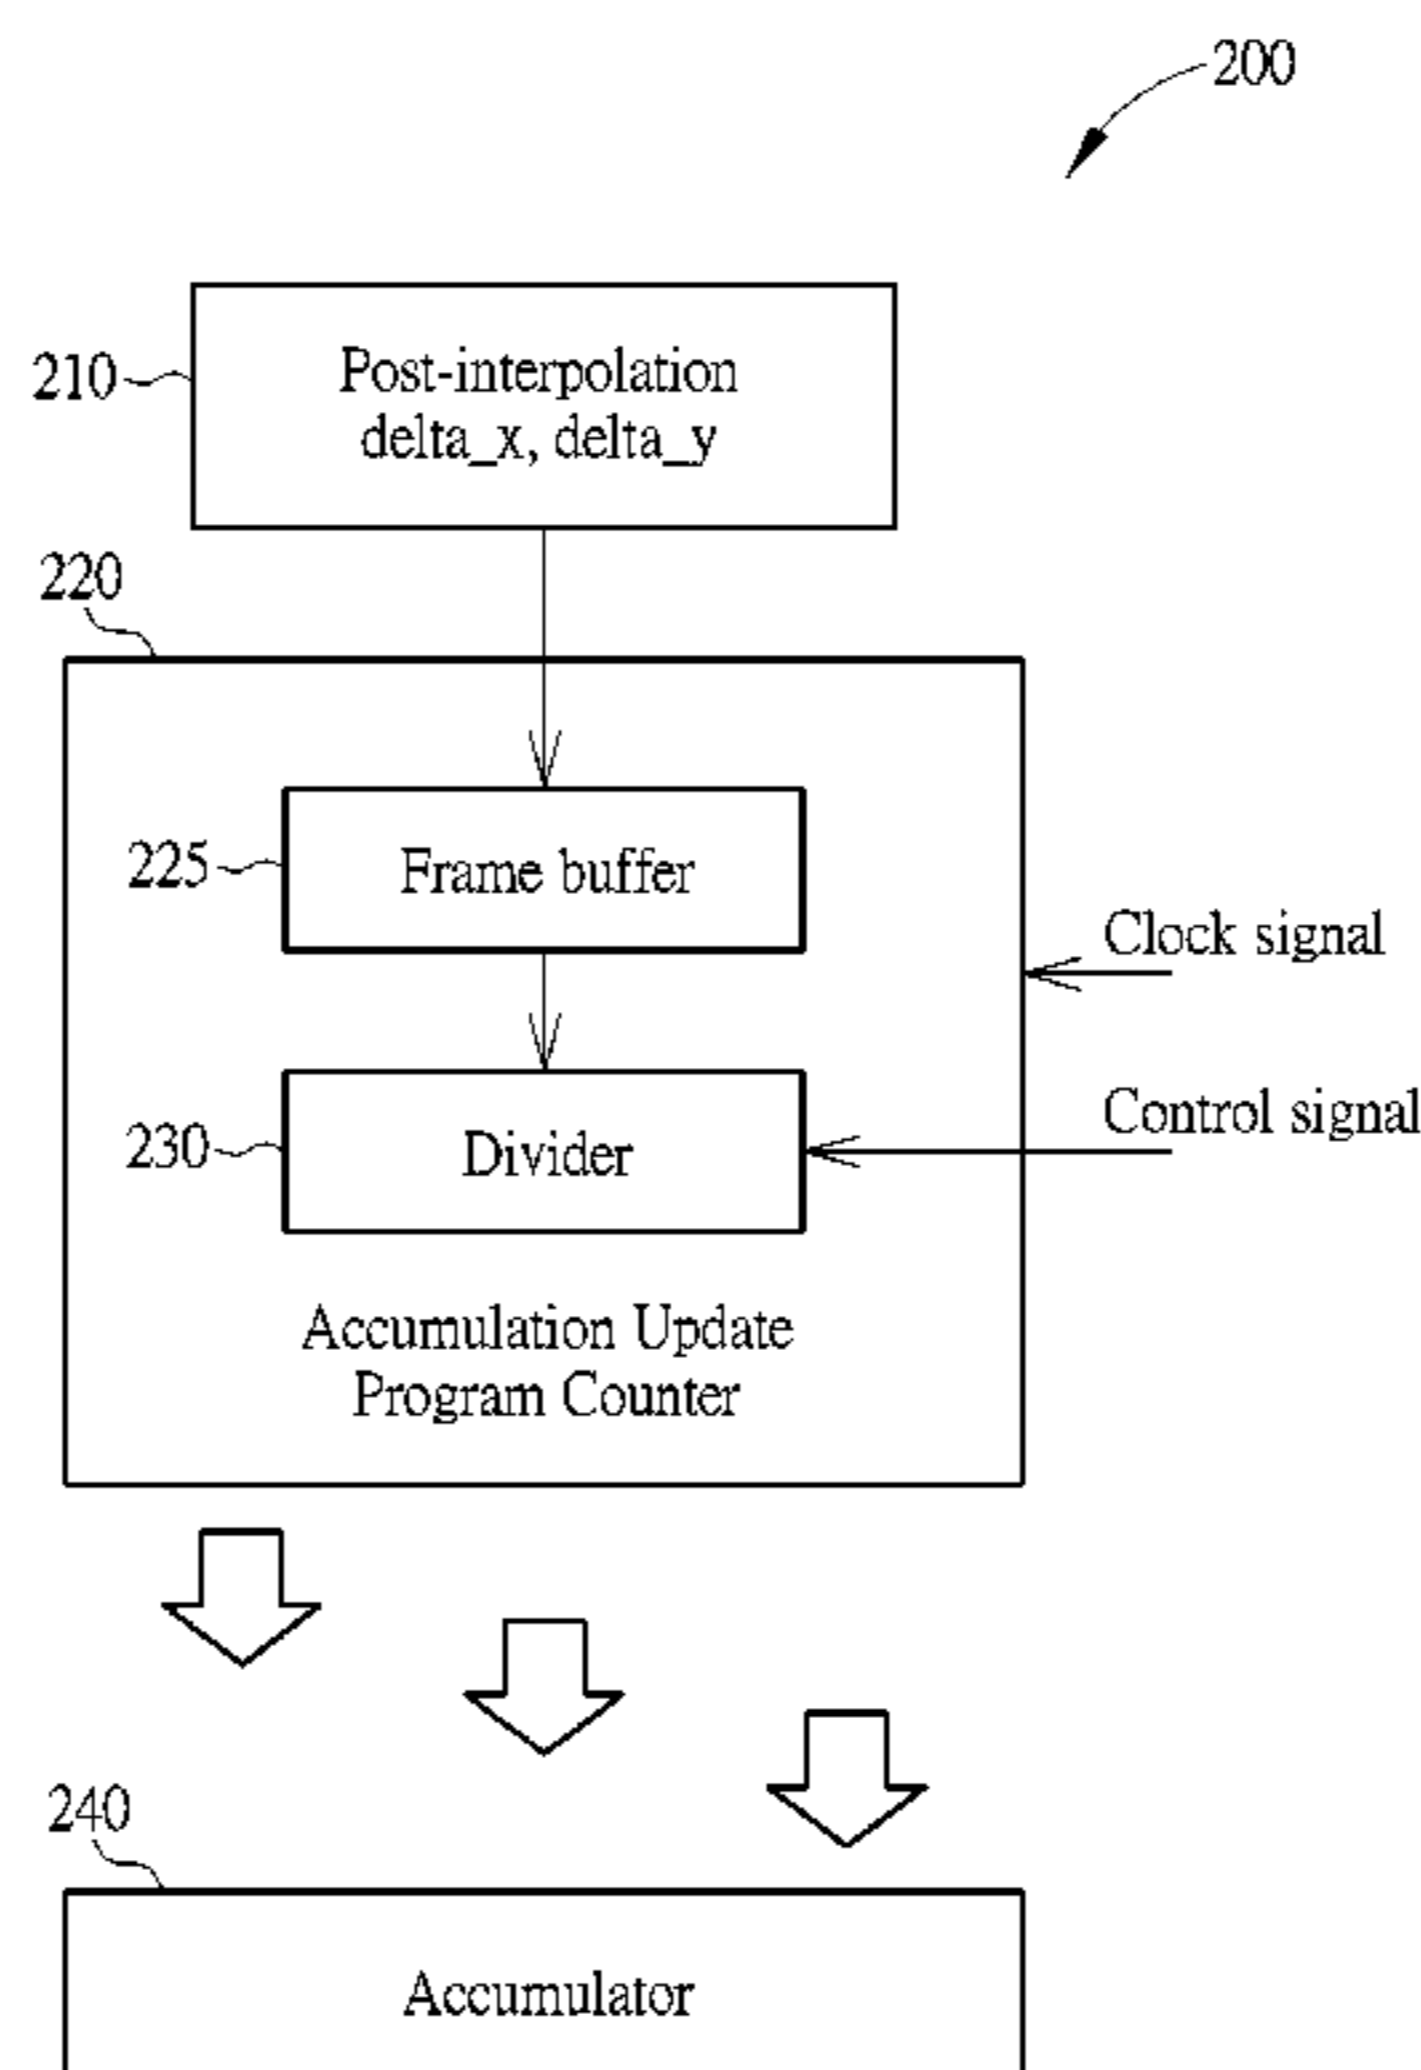 200
210
Post-interpolation
delta_x, delta_y
220
225
Frame buffer
Clock signal
Control signal
230
Divider
Accumulation Update
Program Counter
240
Accumulator